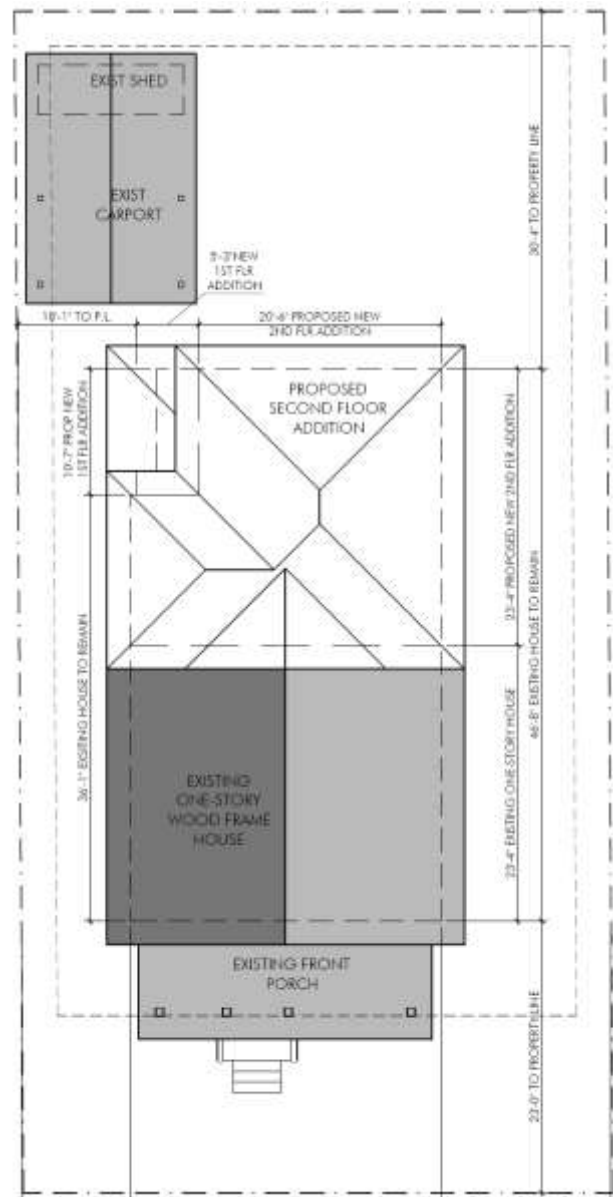 EXIST SHED
EXIST
CARPORT
30'-4" TO PROPERTY LINE
5'-3" NEW
1ST FLR
ADDITION
10'-1" TO P.L.
20'-6" PROPOSED NEW
2ND FLR ADDITION
PROPOSED
SECOND FLOOR
ADDITION
10'-7" PROP NEW
1ST FLR ADDITION
23'-4" PROPOSED NEW 2ND FLR ADDITION
46'-8" EXISTING HOUSE TO REMAIN
36'-1" EXISITING HOUSE TO REMAIN
23'-4" EXISTING ONE-STORY HOUSE
EXISTING
ONE-STORY
WOOD FRAME
HOUSE
EXISTING FRONT
PORCH
22'-0" TO PROPERTY LINE